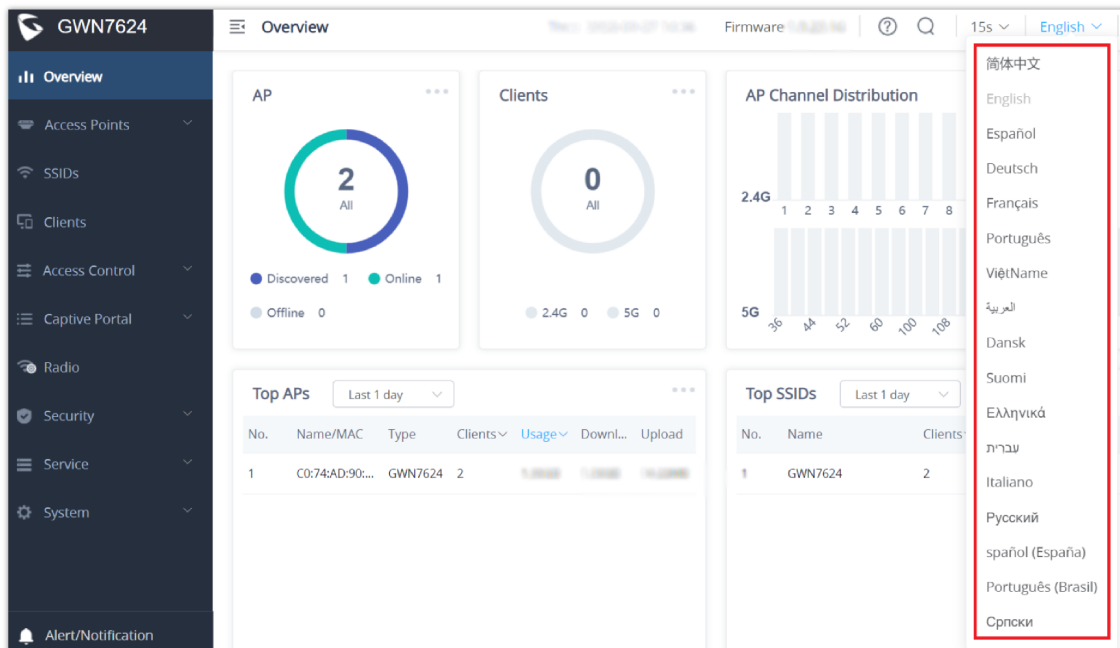 GWN7624
Overview
Firmware
15s
English
Overview
Access Points
SSIDs
Clients
Access Control
Captive Portal
Radio
Security
Service
System
Alert/Notification
AP
2
All
Discovered 1 Online 1
Offline 0
Clients
0
All
2.4G 0 5G 0
AP Channel Distribution
2.4G
1 2 3 4 5 6 7 8
5G
36 44 52 60 100 108
Top APs Last 1 day
No. Name/MAC Type Clients Usage Downl... Upload
1 C0:74:AD:90:... GWN7624 2
Top SSIDs Last 1 day
No. Name Clients
1 GWN7624 2
简体中文
English
Español
Deutsch
Français
Português
ViệtName
العربية
Dansk
Suomi
Ελληνικά
עברית
Italiano
Русский
spañol (España)
Português (Brasil)
Српски